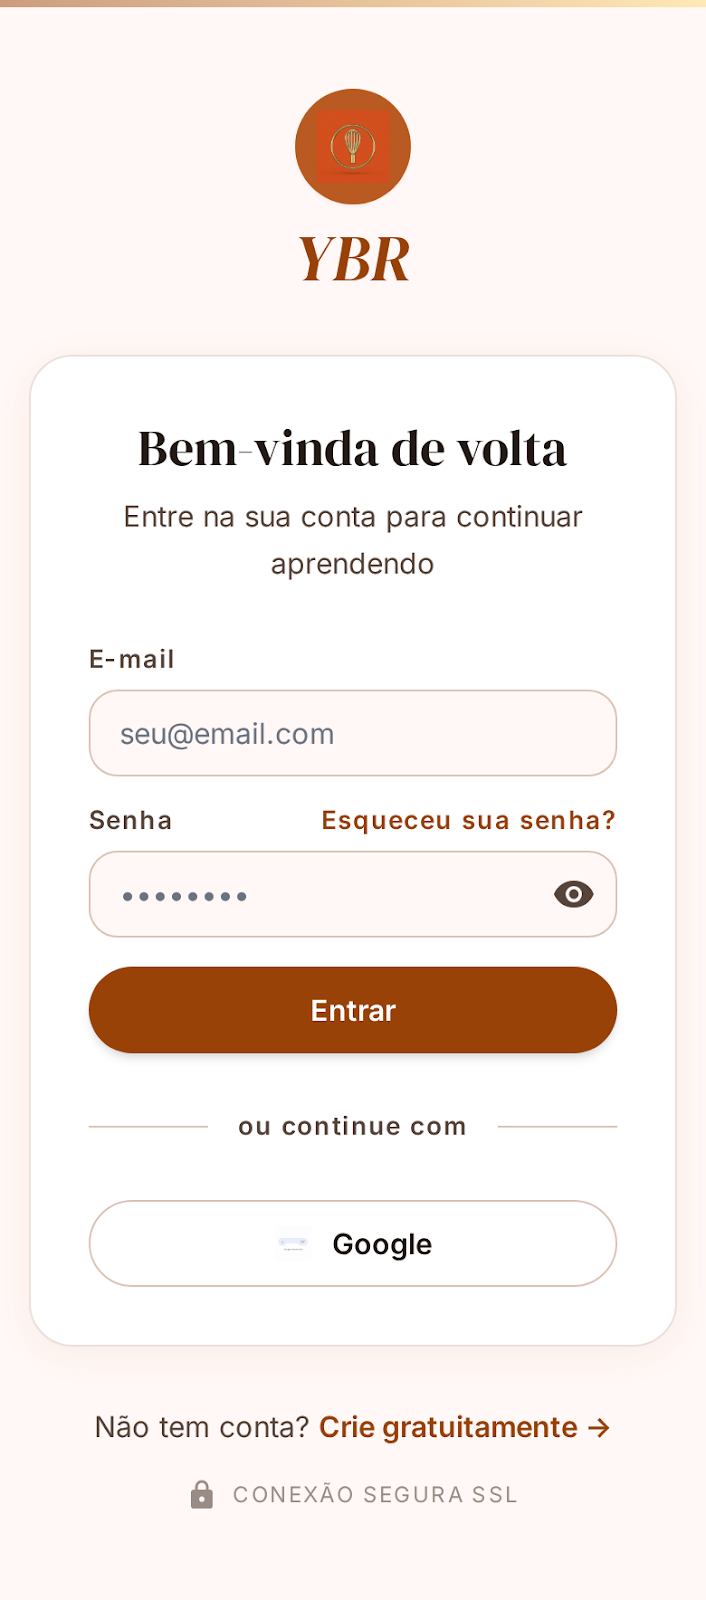 YBR
Bem-vinda de volta
Entre na sua conta para continuar
aprendendo
E-mail
seu@email.com
Senha
Esqueceu sua senha?
••••••••
Entrar
ou continue com
Google
Não tem conta? Crie gratuitamente →
CONEXÃO SEGURA SSL